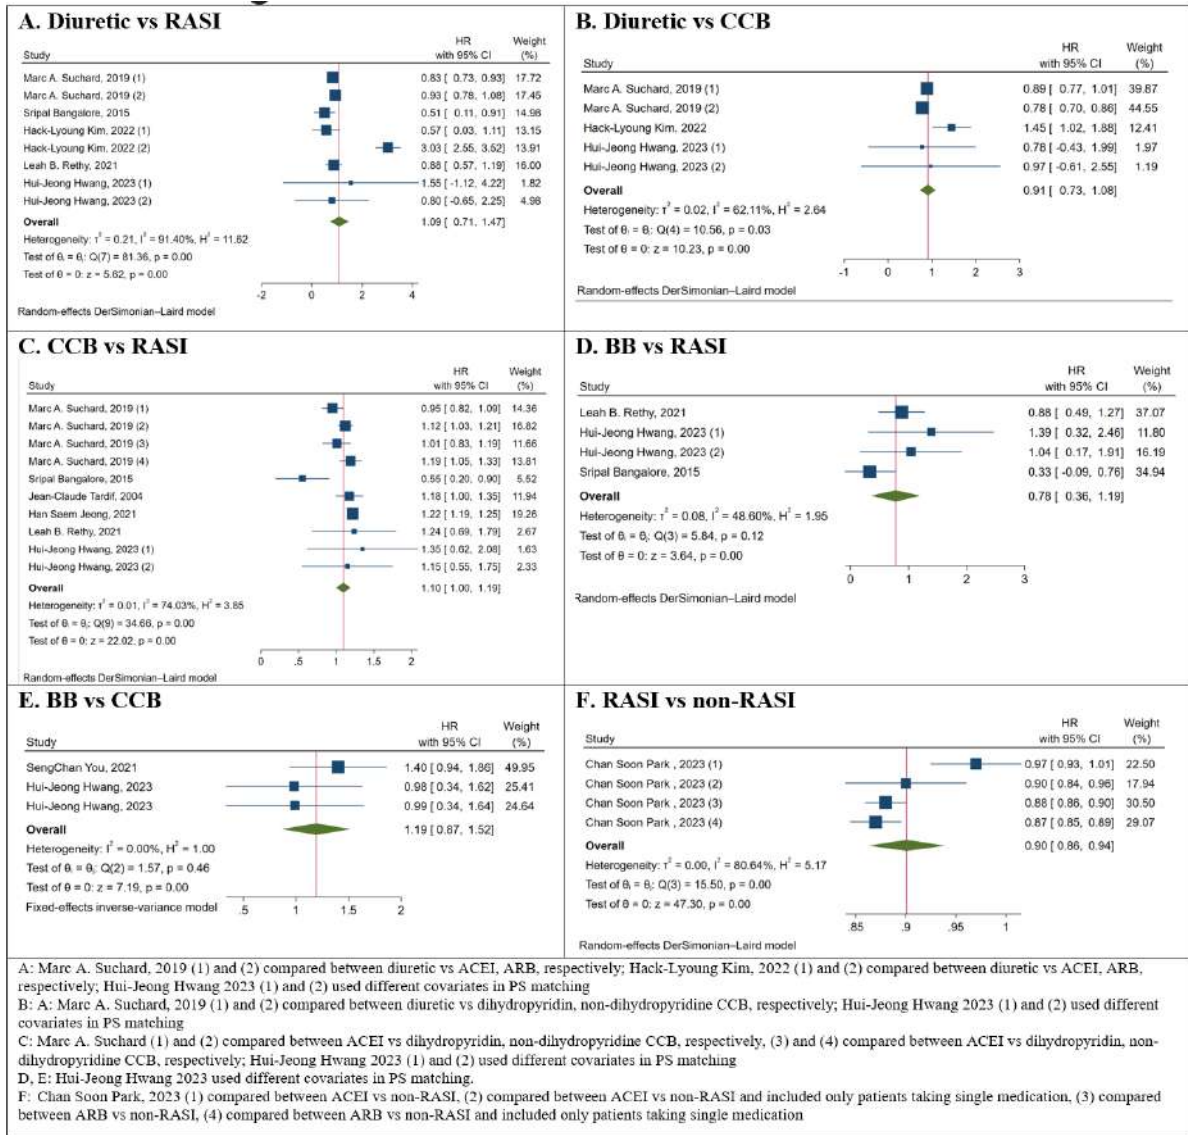 A. Diuretic vs RASI
HR Weight
Study with 95% CI (%)
Marc A. Suchard, 2019 (1) 0.83 [ 0.73, 0.93] 17.72
Marc A. Suchard, 2019 (2) 0.93 [ 0.78, 1.08] 17.45
Sripal Bangalore, 2015 0.51 [ 0.11, 0.91] 14.98
Hack-Lyoung Kim, 2022 (1) 0.57 [ 0.03, 1.11] 13.15
Hack-Lyoung Kim, 2022 (2) 3.03 [ 2.55, 3.52] 13.91
Leah B. Rethy, 2021 0.88 [ 0.57, 1.19] 16.00
Hui-Jeong Hwang, 2023 (1) 1.55 [ -1.12, 4.22] 1.82
Hui-Jeong Hwang, 2023 (2) 0.80 [ -0.65, 2.25] 4.98
Overall 1.09 [ 0.71, 1.47]
Heterogeneity: τ² = 0.21, I² = 91.40%, H² = 11.62
Test of θᵢ = θⱼ: Q(7) = 81.36, p = 0.00
Test of θ = 0: z = 5.62, p = 0.00
-2 0 2 4
Random-effects DerSimonian–Laird model
B. Diuretic vs CCB
HR Weight
Study with 95% CI (%)
Marc A. Suchard, 2019 (1) 0.89 [ 0.77, 1.01] 39.87
Marc A. Suchard, 2019 (2) 0.78 [ 0.70, 0.86] 44.55
Hack-Lyoung Kim, 2022 1.45 [ 1.02, 1.88] 12.41
Hui-Jeong Hwang, 2023 (1) 0.78 [ -0.43, 1.99] 1.97
Hui-Jeong Hwang, 2023 (2) 0.97 [ -0.61, 2.55] 1.19
Overall 0.91 [ 0.73, 1.08]
Heterogeneity: τ² = 0.02, I² = 62.11%, H² = 2.64
Test of θᵢ = θⱼ: Q(4) = 10.56, p = 0.03
Test of θ = 0: z = 10.23, p = 0.00
-1 0 1 2 3
Random-effects DerSimonian–Laird model
C. CCB vs RASI
HR Weight
Study with 95% CI (%)
Marc A. Suchard, 2019 (1) 0.95 [ 0.82, 1.09] 14.36
Marc A. Suchard, 2019 (2) 1.12 [ 1.03, 1.21] 16.82
Marc A. Suchard, 2019 (3) 1.01 [ 0.83, 1.19] 11.66
Marc A. Suchard, 2019 (4) 1.19 [ 1.05, 1.33] 13.81
Sripal Bangalore, 2015 0.55 [ 0.20, 0.90] 5.52
Jean-Claude Tardif, 2004 1.18 [ 1.00, 1.35] 11.94
Han Saem Jeong, 2021 1.22 [ 1.19, 1.25] 19.26
Leah B. Rethy, 2021 1.24 [ 0.69, 1.79] 2.67
Hui-Jeong Hwang, 2023 (1) 1.35 [ 0.62, 2.08] 1.63
Hui-Jeong Hwang, 2023 (2) 1.15 [ 0.55, 1.75] 2.33
Overall 1.10 [ 1.00, 1.19]
Heterogeneity: τ² = 0.01, I² = 74.03%, H² = 3.85
Test of θᵢ = θⱼ: Q(9) = 34.66, p = 0.00
Test of θ = 0: z = 22.02, p = 0.00
0 .5 1 1.5 2
Random-effects DerSimonian–Laird model
D. BB vs RASI
HR Weight
Study with 95% CI (%)
Leah B. Rethy, 2021 0.88 [ 0.49, 1.27] 37.07
Hui-Jeong Hwang, 2023 (1) 1.39 [ 0.32, 2.46] 11.80
Hui-Jeong Hwang, 2023 (2) 1.04 [ 0.17, 1.91] 16.19
Sripal Bangalore, 2015 0.33 [ -0.09, 0.76] 34.94
Overall 0.78 [ 0.36, 1.19]
Heterogeneity: τ² = 0.08, I² = 48.60%, H² = 1.95
Test of θᵢ = θⱼ: Q(3) = 5.84, p = 0.12
Test of θ = 0: z = 3.64, p = 0.00
0 1 2 3
Random-effects DerSimonian–Laird model
E. BB vs CCB
HR Weight
Study with 95% CI (%)
SengChan You, 2021 1.40 [ 0.94, 1.86] 49.95
Hui-Jeong Hwang, 2023 0.98 [ 0.34, 1.62] 25.41
Hui-Jeong Hwang, 2023 0.99 [ 0.34, 1.64] 24.64
Overall 1.19 [ 0.87, 1.52]
Heterogeneity: I² = 0.00%, H² = 1.00
Test of θᵢ = θⱼ: Q(2) = 1.57, p = 0.46
Test of θ = 0: z = 7.19, p = 0.00
Fixed-effects inverse-variance model
.5 1 1.5 2
F. RASI vs non-RASI
HR Weight
Study with 95% CI (%)
Chan Soon Park , 2023 (1) 0.97 [ 0.93, 1.01] 22.50
Chan Soon Park , 2023 (2) 0.90 [ 0.84, 0.96] 17.94
Chan Soon Park , 2023 (3) 0.88 [ 0.86, 0.90] 30.50
Chan Soon Park , 2023 (4) 0.87 [ 0.85, 0.89] 29.07
Overall 0.90 [ 0.86, 0.94]
Heterogeneity: τ² = 0.00, I² = 80.64%, H² = 5.17
Test of θᵢ = θⱼ: Q(3) = 15.50, p = 0.00
Test of θ = 0: z = 47.30, p = 0.00
.85 .9 .95 1
Random-effects DerSimonian–Laird model
A: Marc A. Suchard, 2019 (1) and (2) compared between diuretic vs ACEI, ARB, respectively; Hack-Lyoung Kim, 2022 (1) and (2) compared between diuretic vs ACEI, ARB,
respectively; Hui-Jeong Hwang 2023 (1) and (2) used different covariates in PS matching
B: A: Marc A. Suchard, 2019 (1) and (2) compared between diuretic vs dihydropyridin, non-dihydropyridine CCB, respectively; Hui-Jeong Hwang 2023 (1) and (2) used different
covariates in PS matching
C: Marc A. Suchard (1) and (2) compared between ACEI vs dihydropyridin, non-dihydropyridine CCB, respectively, (3) and (4) compared between ACEI vs dihydropyridin, non-
dihydropyridine CCB, respectively; Hui-Jeong Hwang 2023 (1) and (2) used different covariates in PS matching
D, E: Hui-Jeong Hwang 2023 used different covariates in PS matching.
F: Chan Soon Park, 2023 (1) compared between ACEI vs non-RASI, (2) compared between ACEI vs non-RASI and included only patients taking single medication, (3) compared
between ARB vs non-RASI, (4) compared between ARB vs non-RASI and included only patients taking single medication